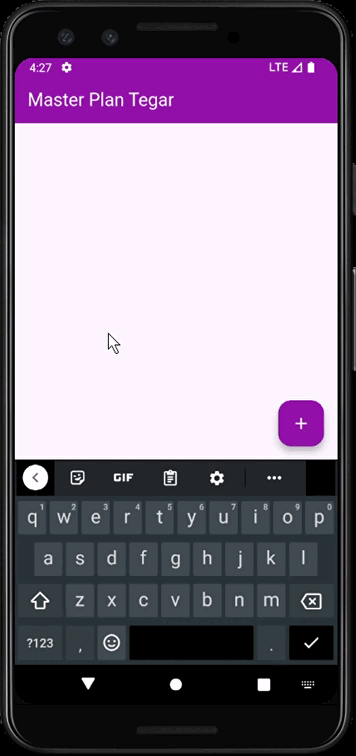 4:27 LTE
Master Plan Tegar
+
GIF
q1 w2 e3 r4 t5 y6 u7 i8 o9 p0
a s d f g h j k l
z x c v b n m
?123 , .